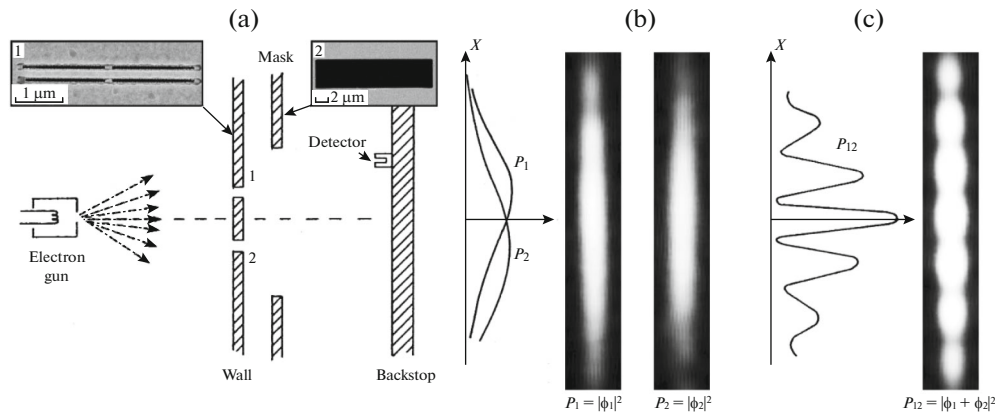 (a)
(b)
(c)
1
1 μm
Mask
2
2 μm
Detector
1
2
Electron
gun
Wall
Backstop
X
P₁
P₂
P₁ = |ϕ₁|²
P₂ = |ϕ₂|²
X
P₁₂
P₁₂ = |ϕ₁ + ϕ₂|²